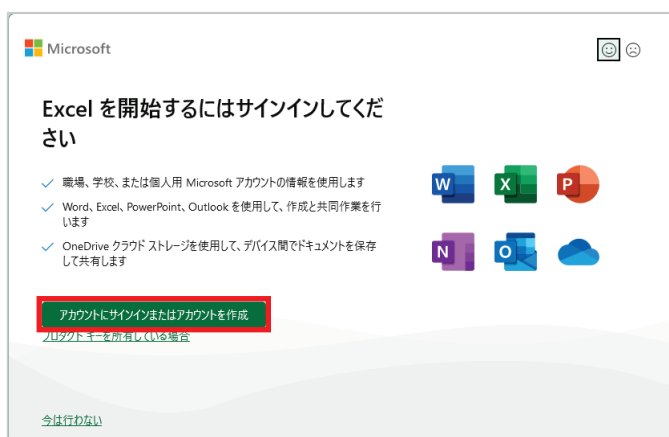 Microsoft
Excel を開始するにはサインインしてくだ
さい
職場、学校、または個人用 Microsoft アカウントの情報を使用します
Word、Excel、PowerPoint、Outlook を使用して、作成と共同作業を行
います
OneDrive クラウド ストレージを使用して、デバイス間でドキュメントを保存
して共有します
W X P
N O
アカウントにサインインまたはアカウントを作成
プロダクト キーを所有している場合
今は行わない